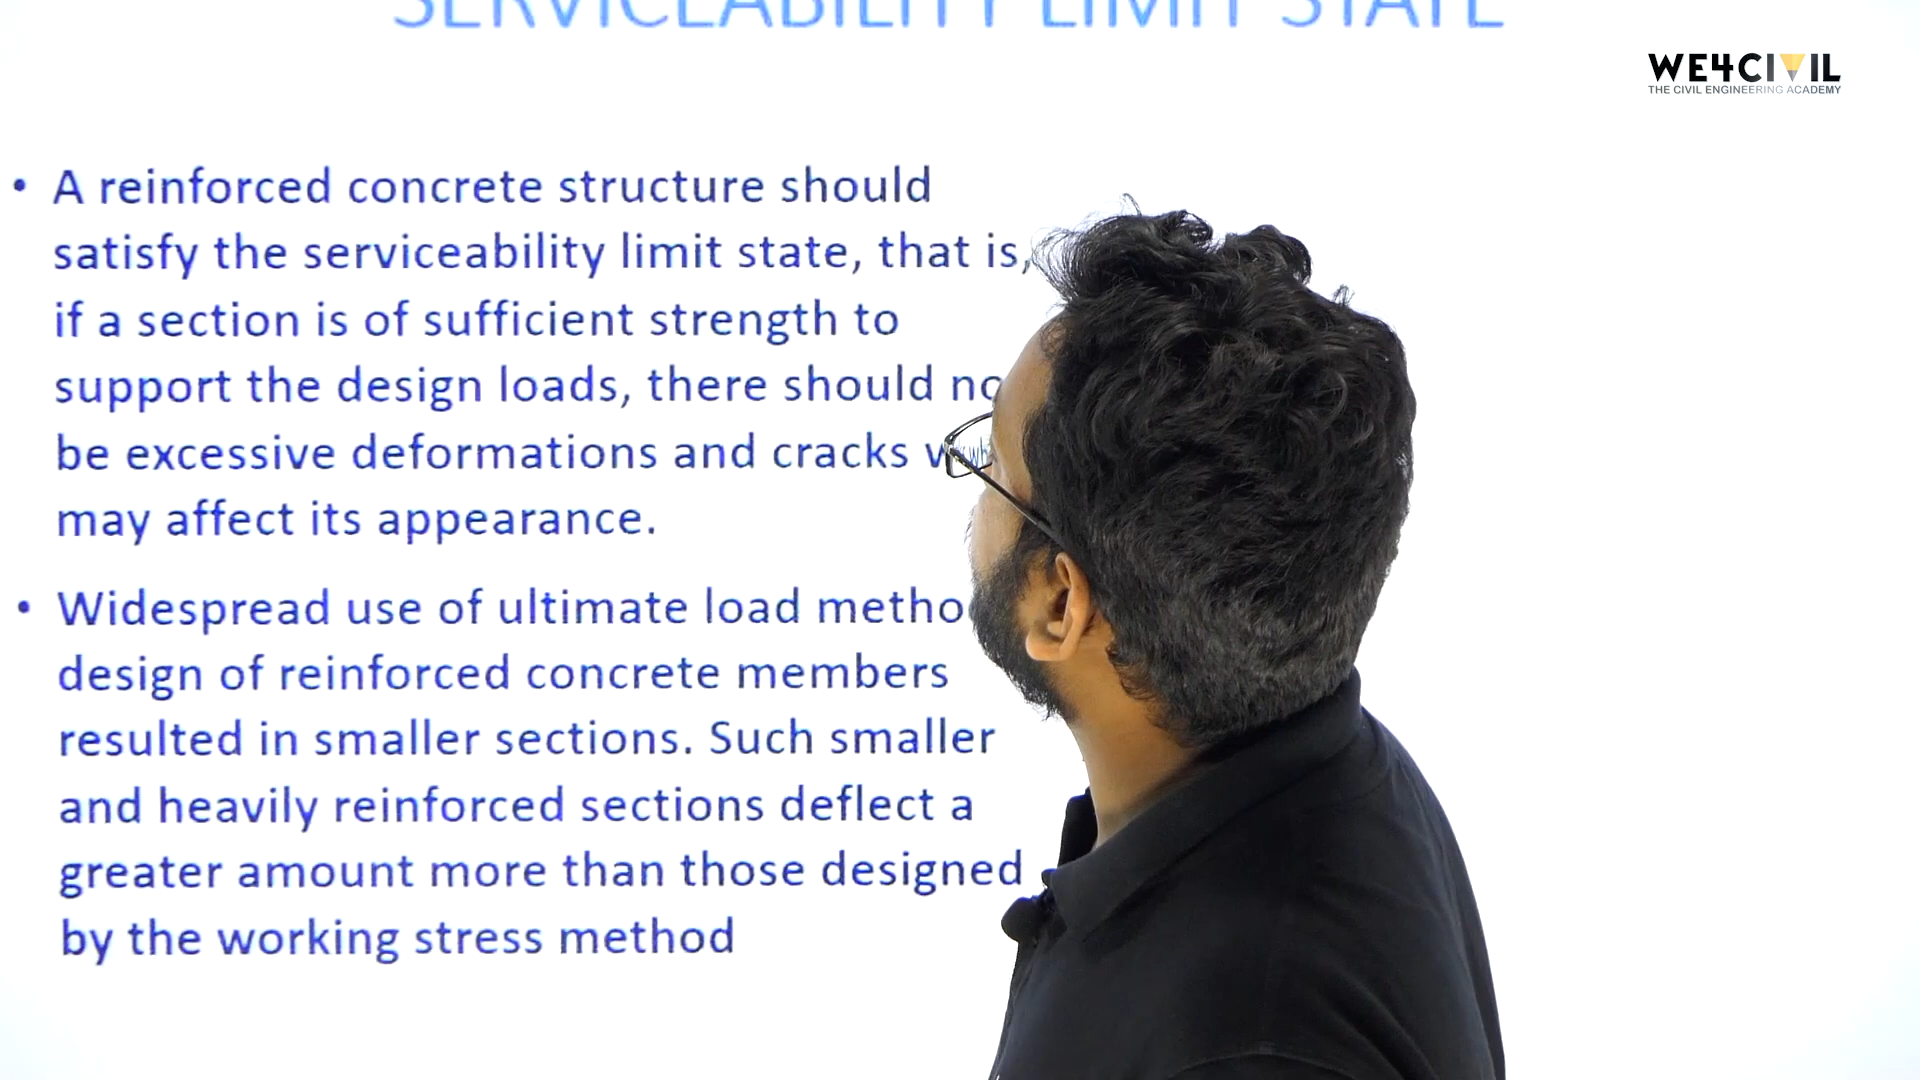 SERVICEABILITY LIMIT STATE
WE4CIVIL
THE CIVIL ENGINEERING ACADEMY
• A reinforced concrete structure should
satisfy the serviceability limit state, that is,
if a section is of sufficient strength to
support the design loads, there should
be excessive deformations and cracks
may affect its appearance.
• Widespread use of ultimate load
design of reinforced concrete members
resulted in smaller sections. Such smaller
and heavily reinforced sections deflect a
greater amount more than those designed
by the working stress method